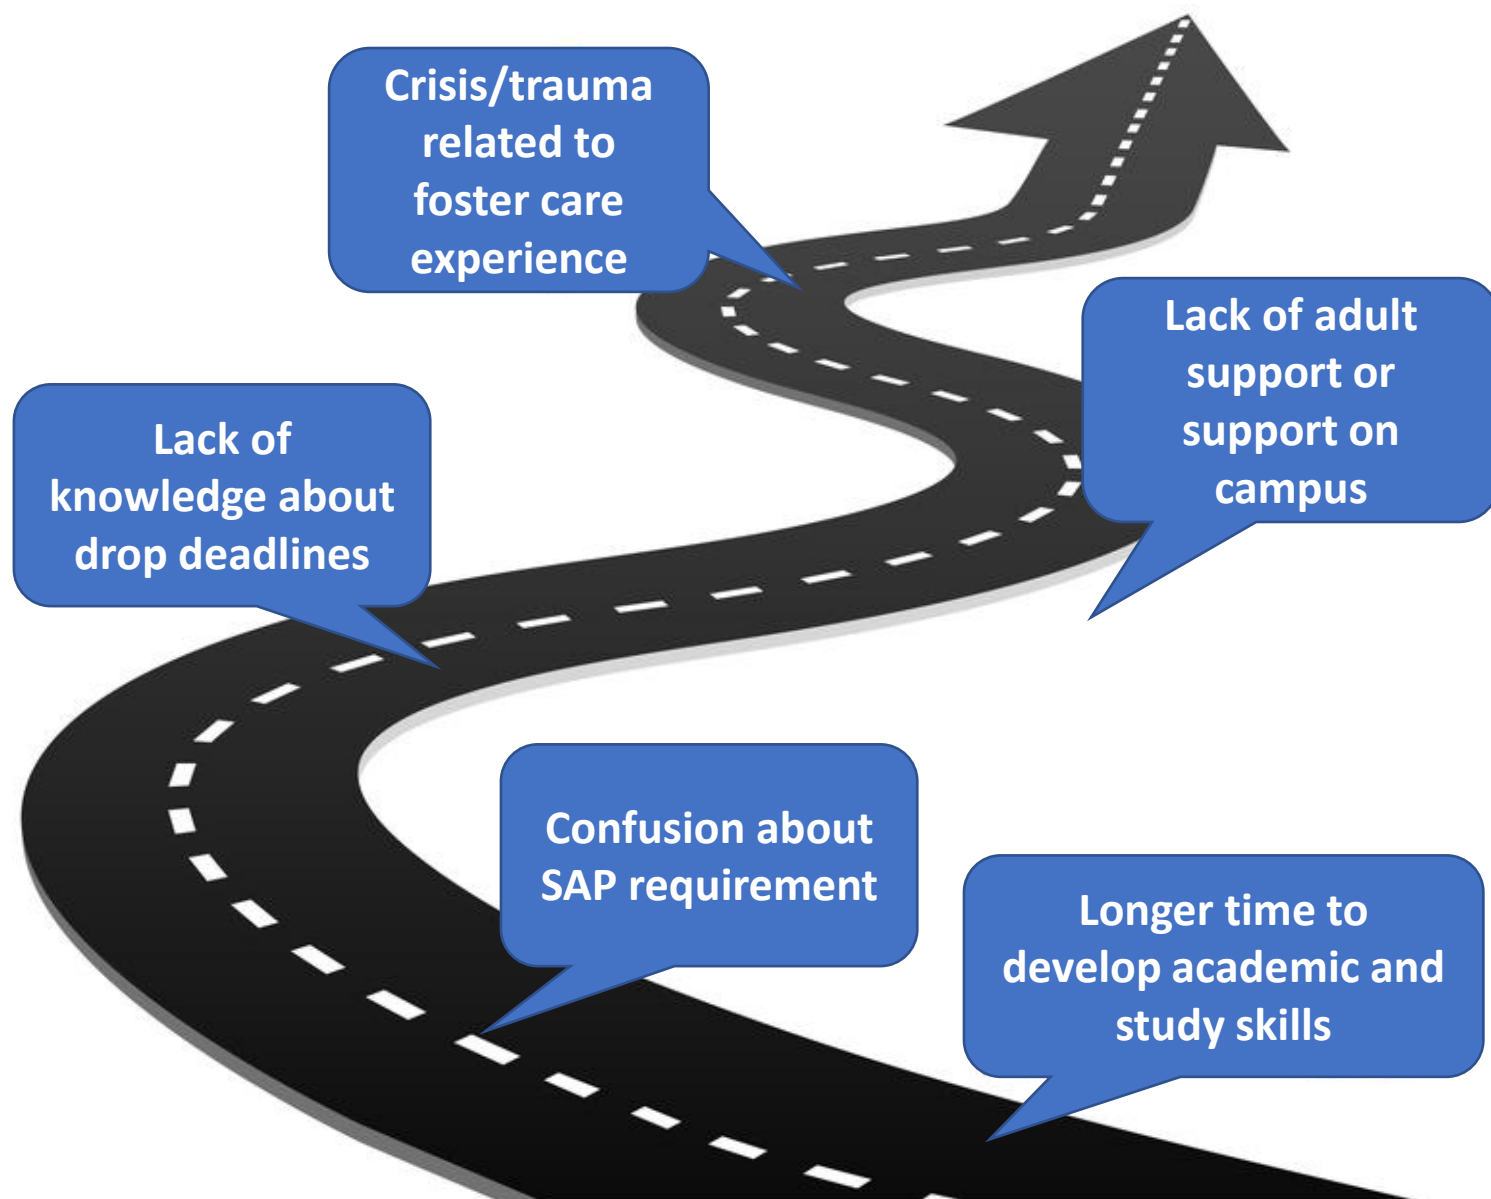 Crisis/trauma
related to
foster care
experience
Lack of adult
support or
support on
campus
Lack of
knowledge about
drop deadlines
Confusion about
SAP requirement
Longer time to
develop academic and
study skills